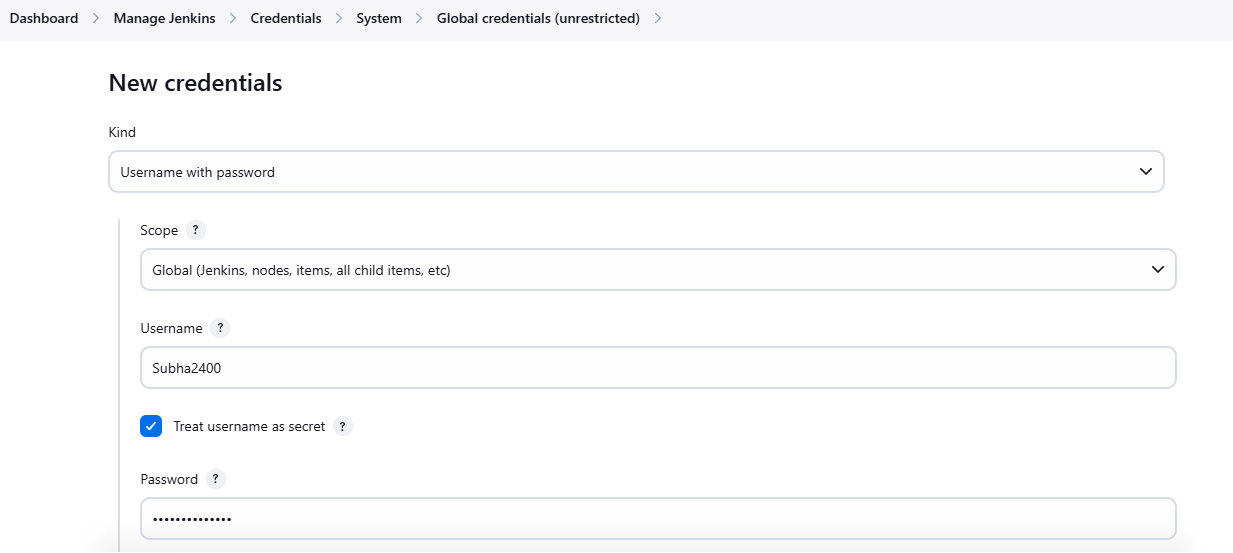 Dashboard > Manage Jenkins > Credentials > System > Global credentials (unrestricted) >
New credentials
Kind
Username with password
Scope ?
Global (Jenkins, nodes, items, all child items, etc)
Username ?
Subha2400
Treat username as secret ?
Password ?
••••••••••••••